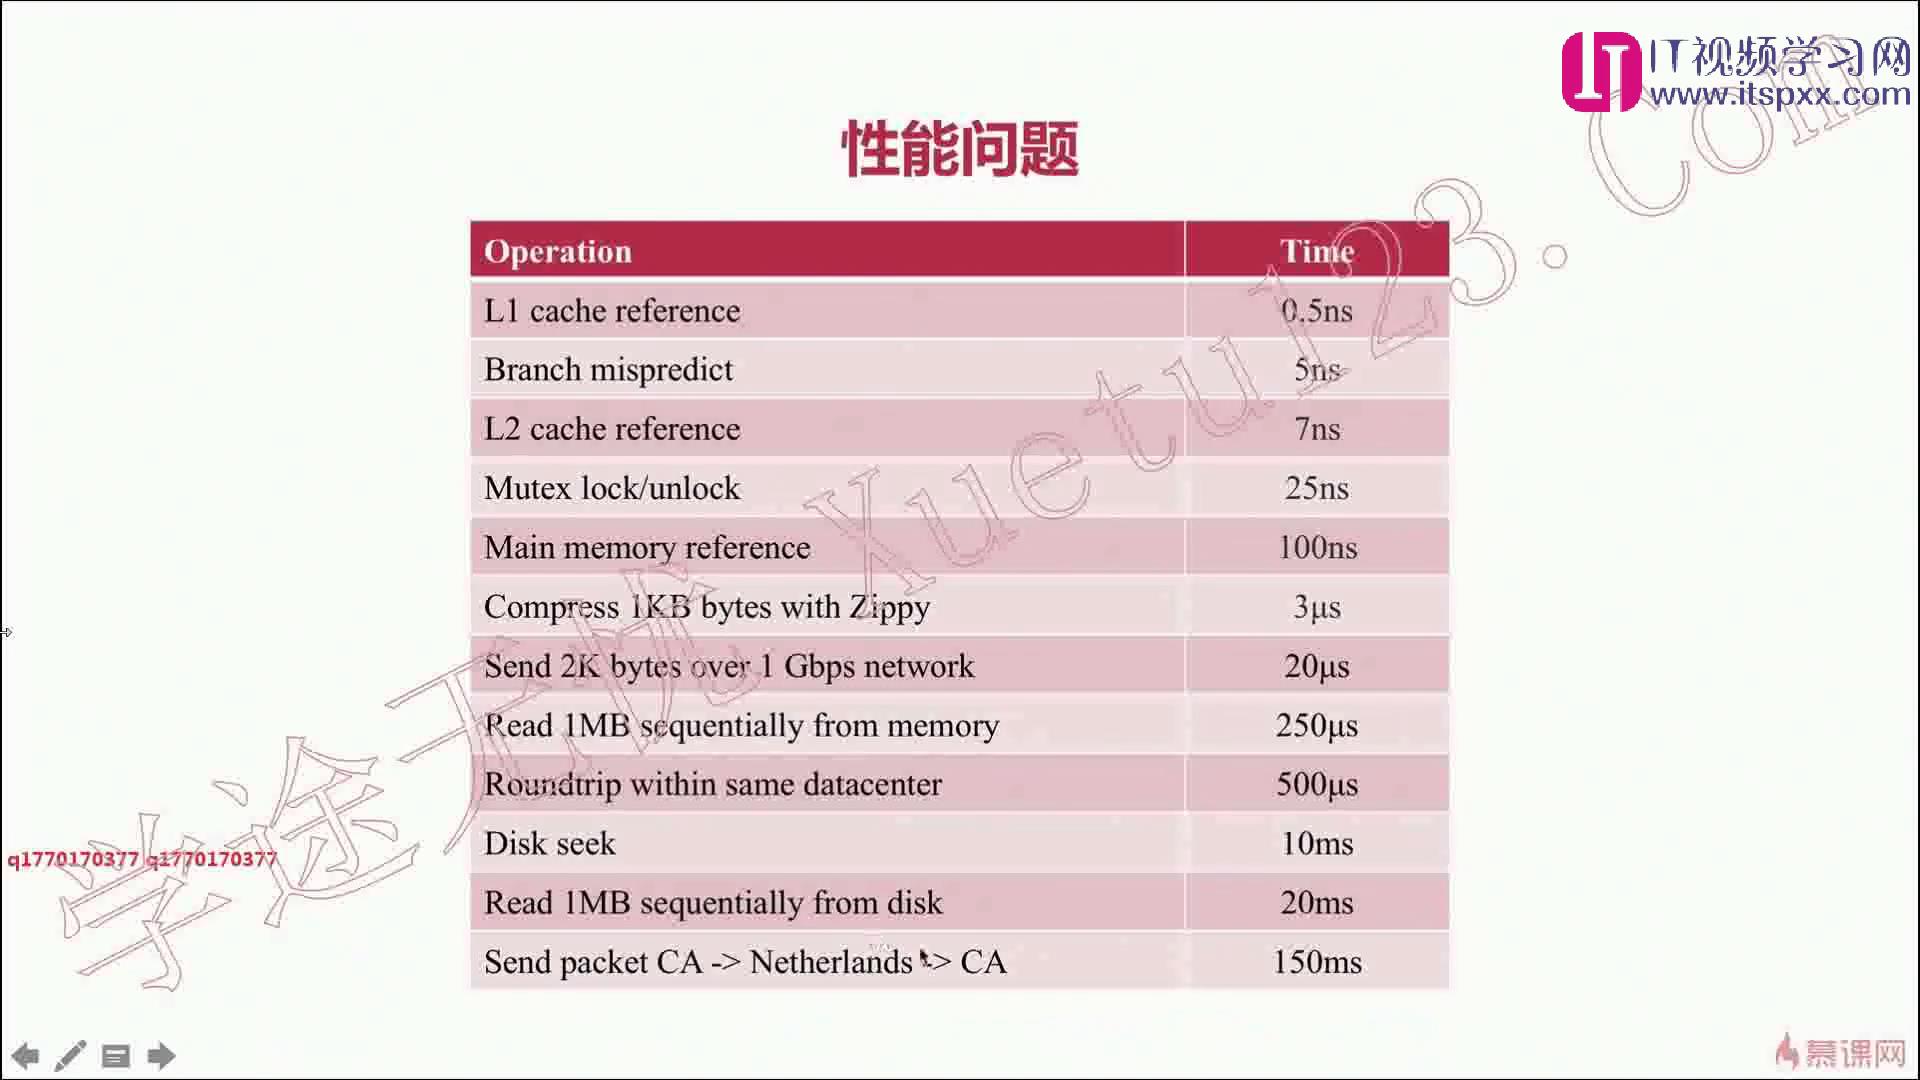 IT视频学习网
www.itspxx.com
性能问题
Operation Time
L1 cache reference 0.5ns
Branch mispredict 5ns
L2 cache reference 7ns
Mutex lock/unlock 25ns
Main memory reference 100ns
Compress 1KB bytes with Zippy 3μs
Send 2K bytes over 1 Gbps network 20μs
Read 1MB sequentially from memory 250μs
Roundtrip within same datacenter 500μs
Disk seek 10ms
Read 1MB sequentially from disk 20ms
Send packet CA -> Netherlands -> CA 150ms
学途无忧 Xuetu123.Com
q1770170377 q1770170377
慕课网